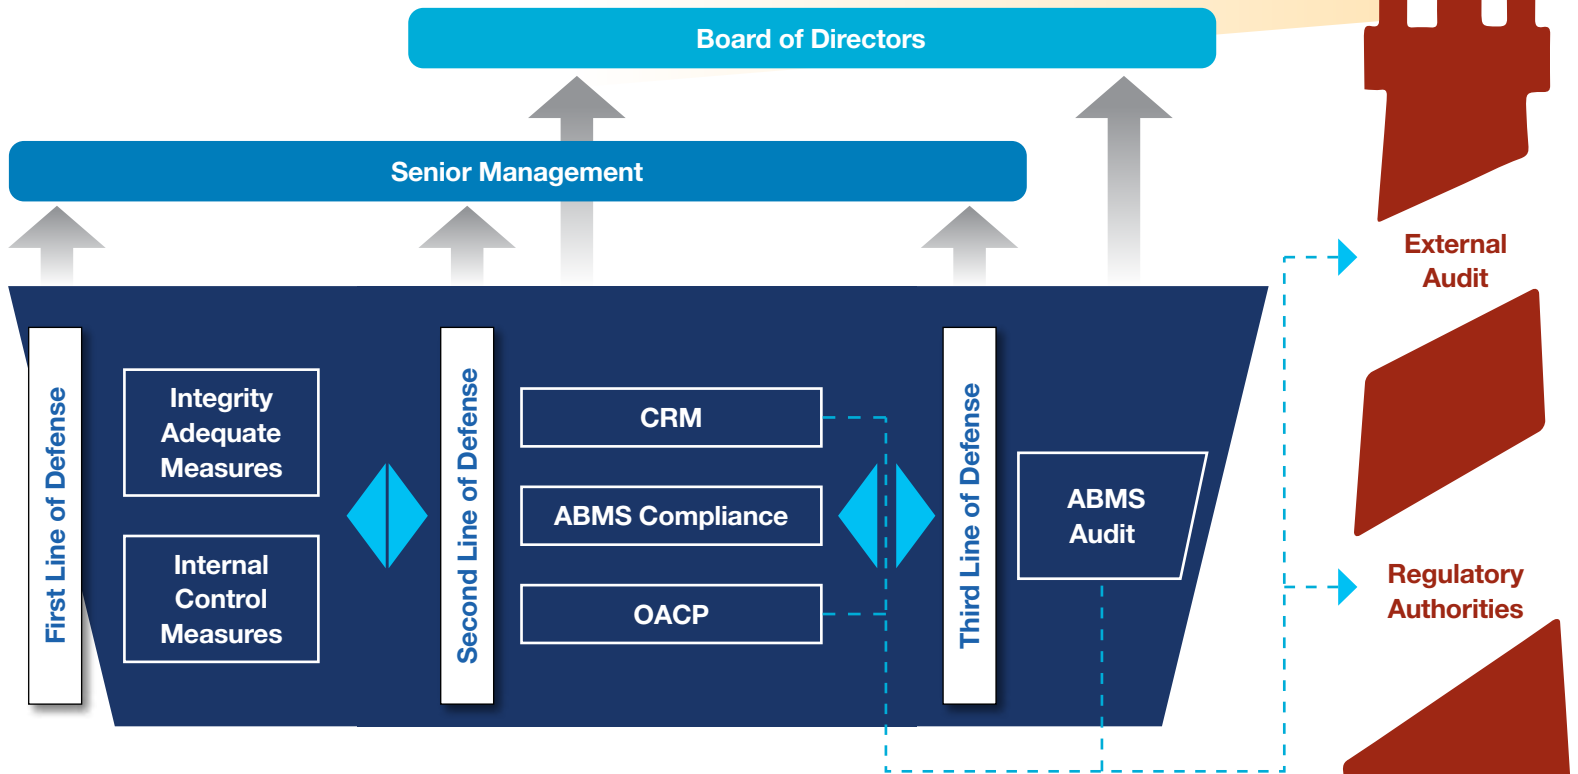 Board of Directors
Senior Management
First Line of Defense
Integrity
Adequate
Measures
Internal
Control
Measures
Second Line of Defense
CRM
ABMS Compliance
OACP
Third Line of Defense
ABMS
Audit
External
Audit
Regulatory
Authorities